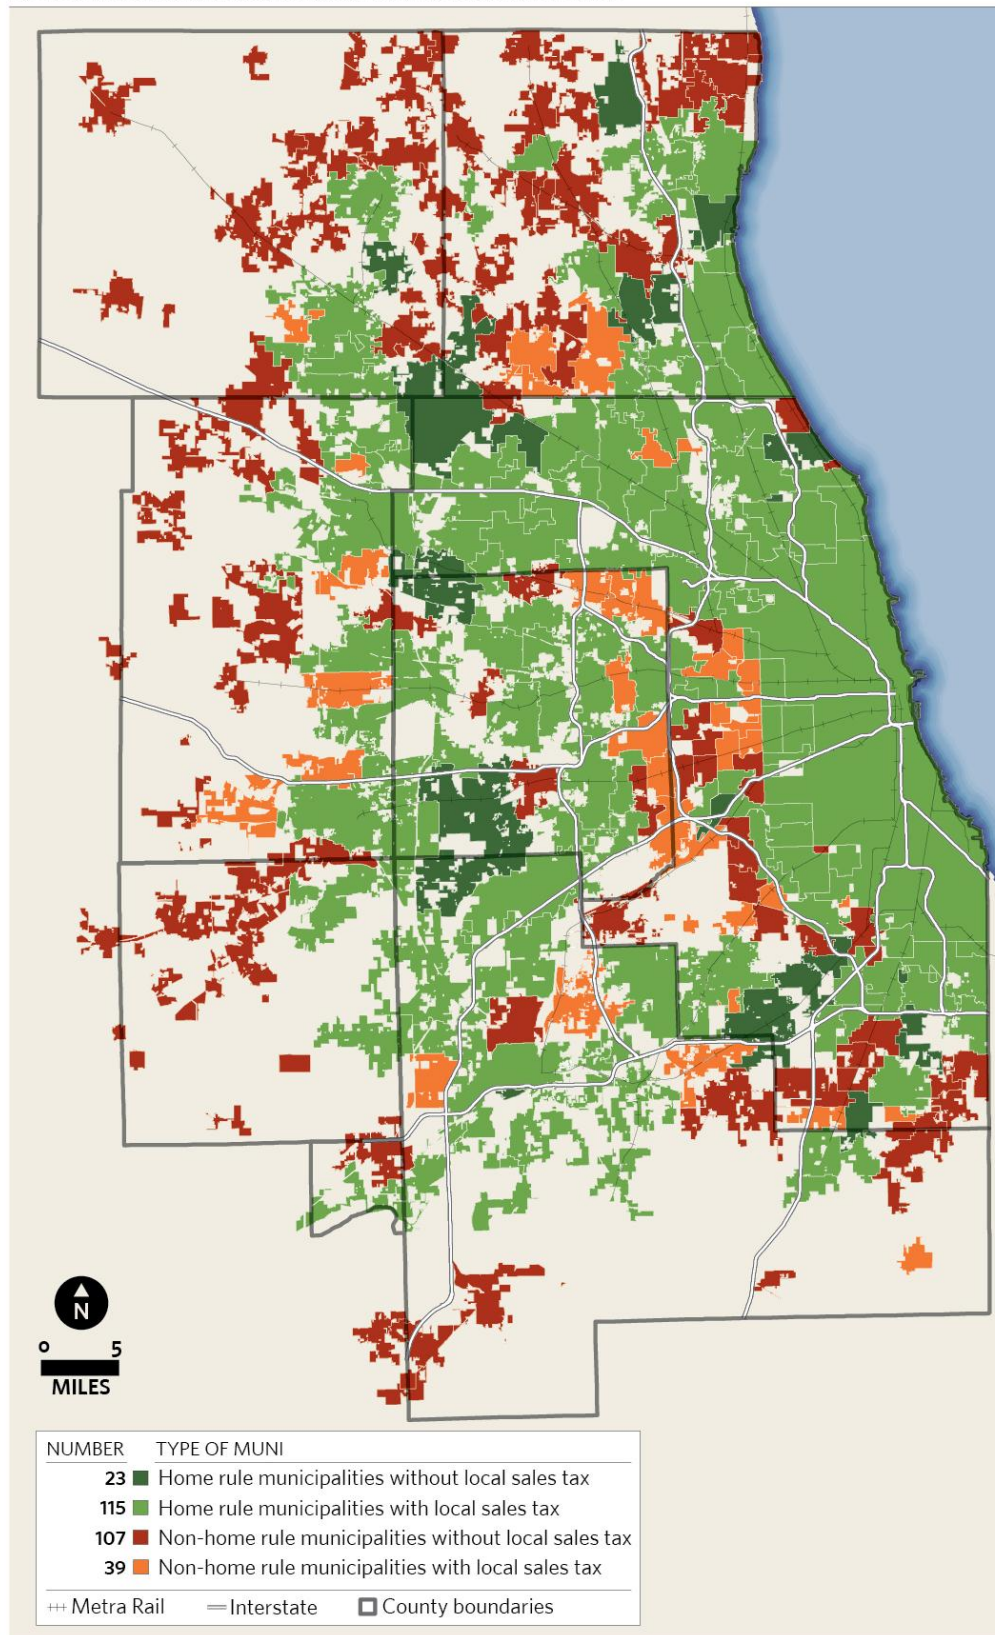 N
0 5
MILES
NUMBER TYPE OF MUNI
23 Home rule municipalities without local sales tax
115 Home rule municipalities with local sales tax
107 Non-home rule municipalities without local sales tax
39 Non-home rule municipalities with local sales tax
Metra Rail Interstate County boundaries